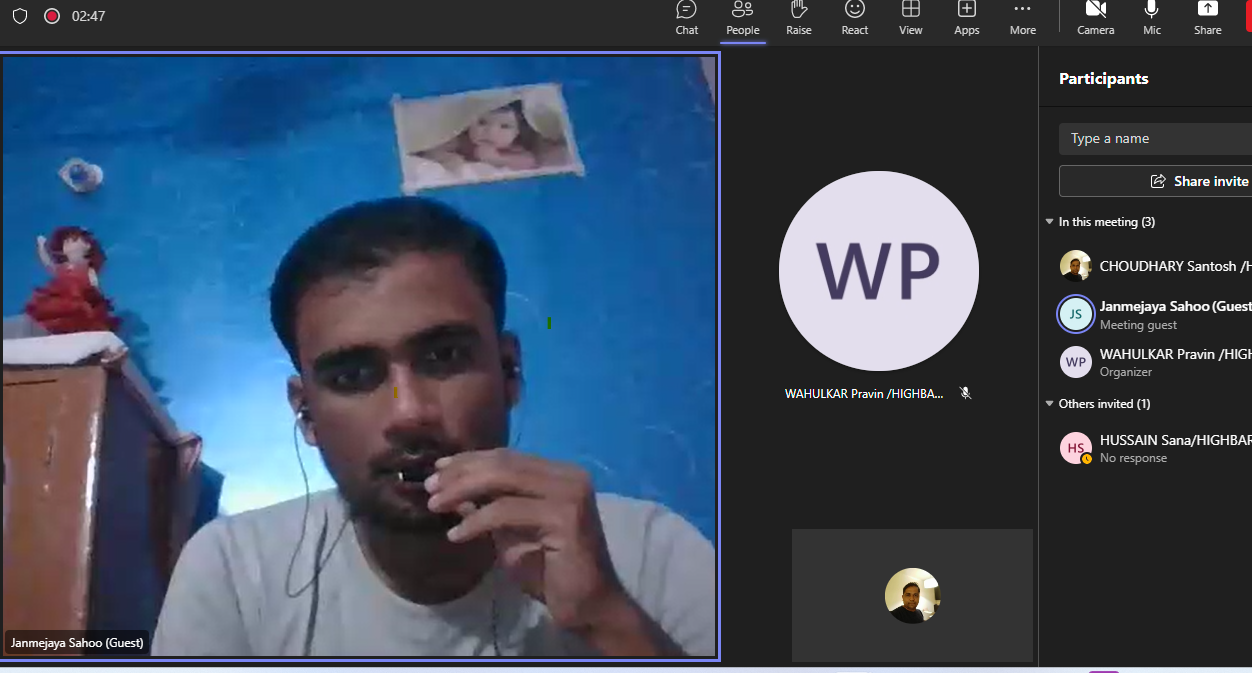 02:47
Chat
People
Raise
React
View
Apps
More
Camera
Mic
Share
Janmejaya Sahoo (Guest)
WP
WAHULKAR Pravin /HIGHBA...
Participants
Type a name
Share invite
In this meeting (3)
CHOUDHARY Santosh /H
JS
Janmejaya Sahoo (Guest
Meeting guest
WP
WAHULKAR Pravin /HIGH
Organizer
Others invited (1)
HS
HUSSAIN Sana/HIGHBAR
No response